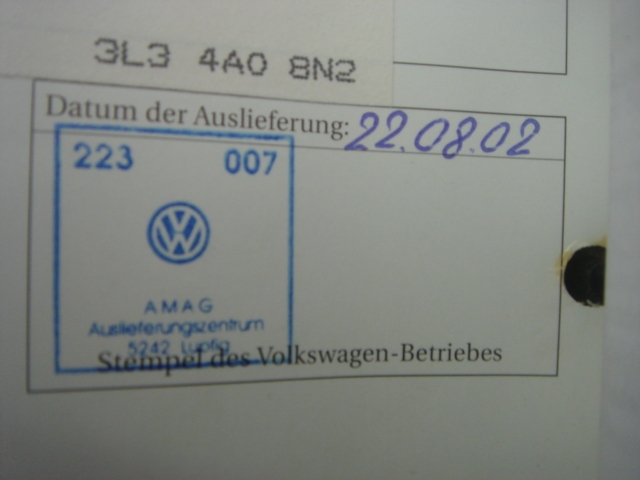 3L3 4A0 8N2
Datum der Auslieferung: 22.08.02
223 007
VW
AMAG
Auslieferungszentrum
5242 Lupfig
Stempel des Volkswagen-Betriebes